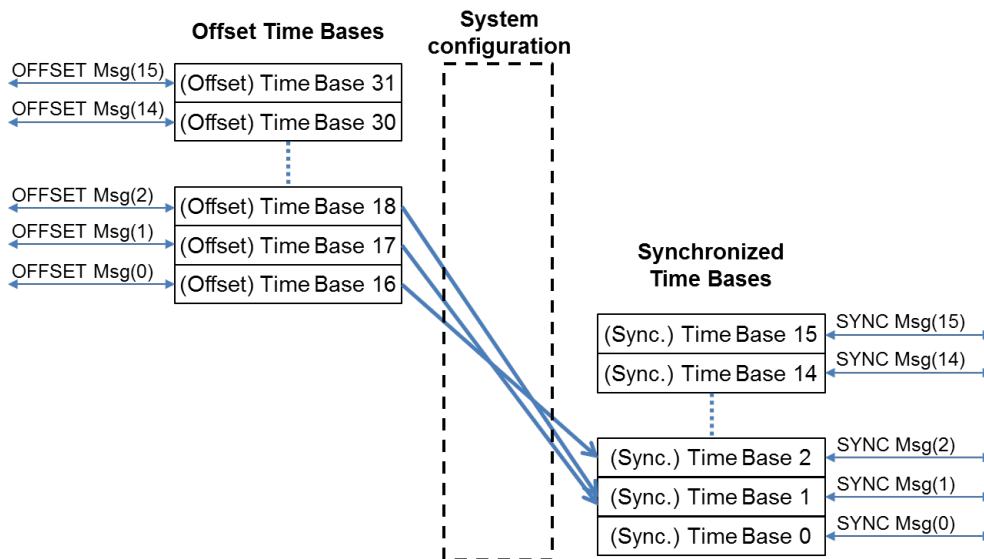 Offset Time Bases
System
configuration
OFFSET Msg(15)
(Offset) Time Base 31
OFFSET Msg(14)
(Offset) Time Base 30
OFFSET Msg(2)
(Offset) Time Base 18
OFFSET Msg(1)
(Offset) Time Base 17
OFFSET Msg(0)
(Offset) Time Base 16
Synchronized
Time Bases
(Sync.) Time Base 15
SYNC Msg(15)
(Sync.) Time Base 14
SYNC Msg(14)
(Sync.) Time Base 2
SYNC Msg(2)
(Sync.) Time Base 1
SYNC Msg(1)
(Sync.) Time Base 0
SYNC Msg(0)